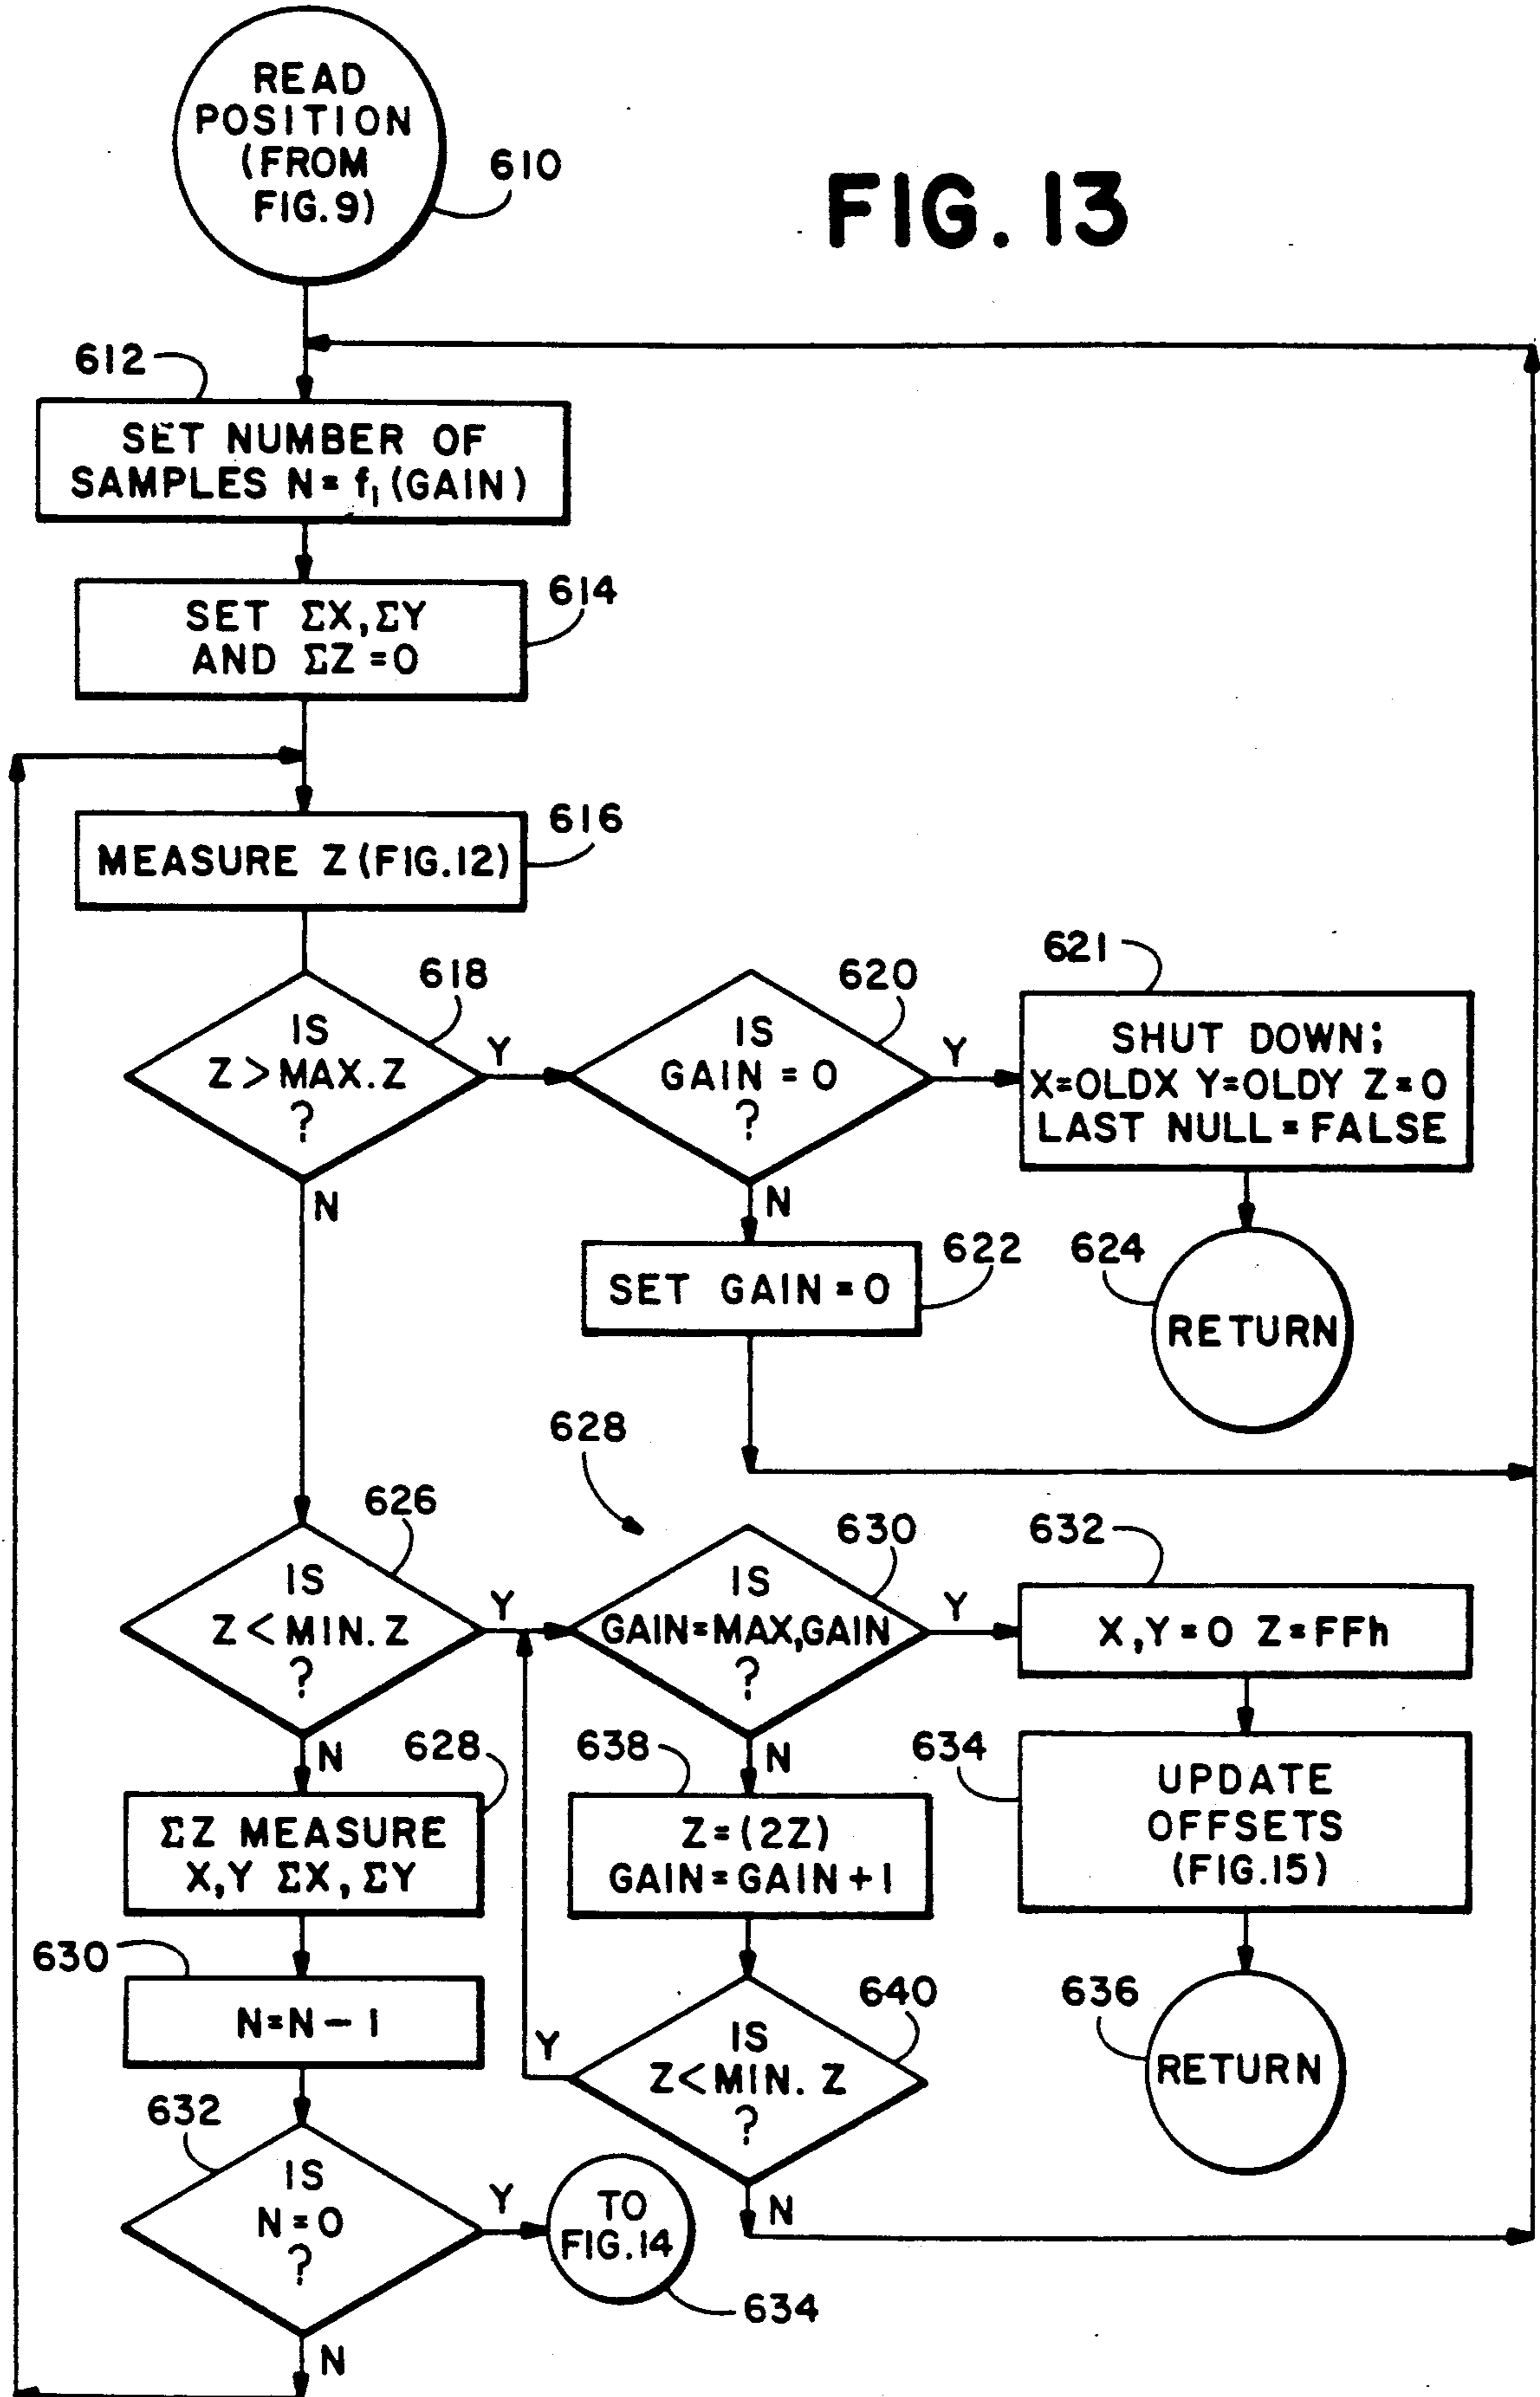 READ
POSITION
(FROM
FIG.9)
610
FIG. 13
612
SET NUMBER OF
SAMPLES N=f₁(GAIN)
614
SET ΣX,ΣY
AND ΣZ=0
616
MEASURE Z(FIG.12)
618
IS
Z>MAX.Z
?
Y
N
620
IS
GAIN=0
?
Y
N
621
SHUT DOWN;
X=OLDX Y=OLDY Z=0
LAST NULL=FALSE
622
SET GAIN=0
624
RETURN
628
626
IS
Z<MIN.Z
?
Y
N
630
IS
GAIN=MAX,GAIN
?
Y
N
632
X,Y=0 Z=FFh
628
ΣZ MEASURE
X,Y ΣX,ΣY
638
Z=(2Z)
GAIN=GAIN+1
634
UPDATE
OFFSETS
(FIG.15)
630
N=N-1
640
IS
Z<MIN. Z
?
Y
N
636
RETURN
632
IS
N=0
?
Y
N
TO
FIG.14
634